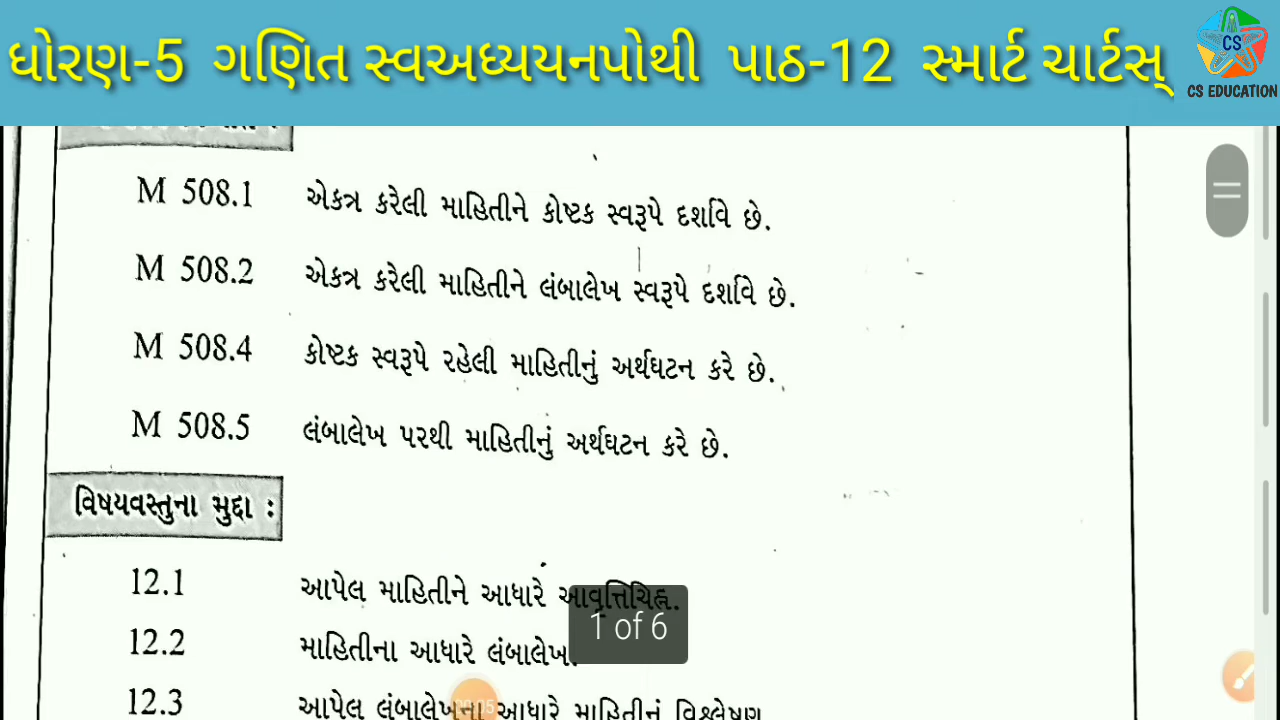 ધોરણ-5 ગણિત સ્વઅધ્યયનપોથી પાઠ-12 સ્માર્ટ ચાર્ટસ્
CS
CS EDUCATION
M 508.1 એકત્ર કરેલી માહિતીને કોષ્ટક સ્વરૂપે દર્શાવે છે.
M 508.2 એકત્ર કરેલી માહિતીને લંબાલેખ સ્વરૂપે દર્શાવે છે.
M 508.4 કોષ્ટક સ્વરૂપે રહેલી માહિતીનું અર્થઘટન કરે છે.
M 508.5 લંબાલેખ પરથી માહિતીનું અર્થઘટન કરે છે.
વિષયવસ્તુના મુદ્દા :
12.1 આપેલ માહિતીને આધારે આવૃત્તિચિહ્ન.
1 of 6
12.2 માહિતીના આધારે લંબાલેખ.
12.3 આપેલ લંબાલેખના આધારે માહિતીનું વિશ્લેષણ